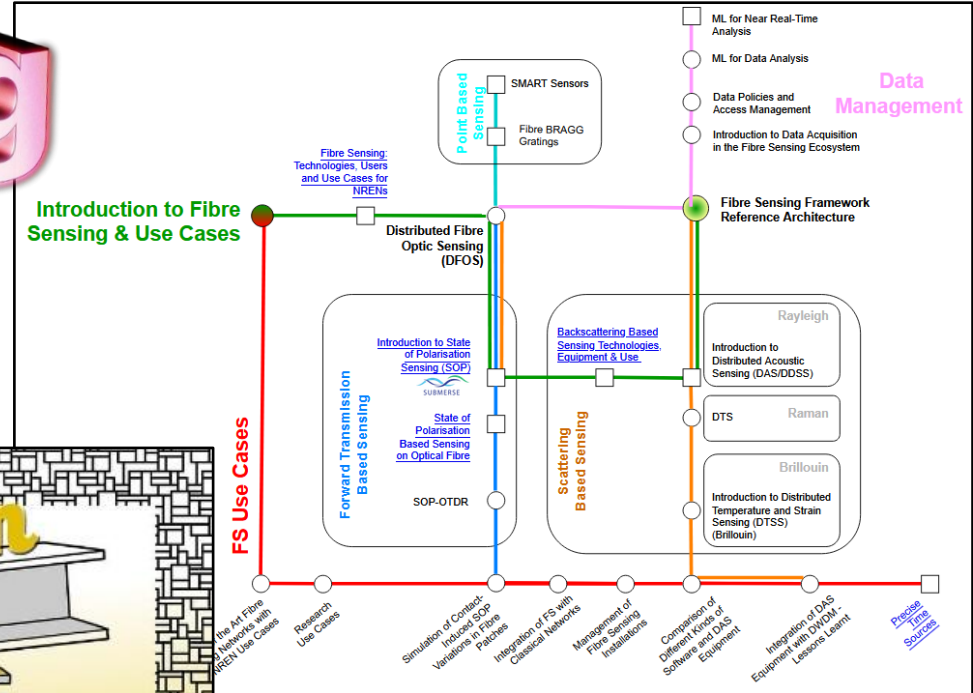 ML for Near Real-Time
Analysis
ML for Data Analysis
Data
Management
Data Policies and
Access Management
Introduction to Data Acquisition
in the Fibre Sensing Ecosystem
Point Based
Sensing
SMART Sensors
Fibre BRAGG
Gratings
Fibre Sensing:
Technologies, Users
and Use Cases for
NRENs
Introduction to Fibre
Sensing & Use Cases
Distributed Fibre
Optic Sensing
(DFOS)
Fibre Sensing Framework
Reference Architecture
Forward Transmission
Based Sensing
Introduction to State
of Polarisation
Sensing (SOP)
SUBMERSE
State of
Polarisation
Based Sensing
on Optical Fibre
SOP-OTDR
Backscattering Based
Sensing Technologies,
Equipment & Use
Scattering
Based Sensing
Rayleigh
Introduction to
Distributed Acoustic
Sensing (DAS/DDSS)
Raman
DTS
Brillouin
Introduction to Distributed
Temperature and Strain
Sensing (DTSS)
(Brillouin)
FS Use Cases
the Art Fibre
Networks with
NREN Use Cases
Research
Use Cases
Simulation of Contact-
Induced SOP
Variations in Fibre
Patches
Integration of FS with
Classical Networks
Management of
Fibre Sensing
Installations
Comparison of
Different Kinds of
Software and DAS
Equipment
Integration of DAS
Equipment with DWDM -
Lessons Learnt
Precise
Time
Sources